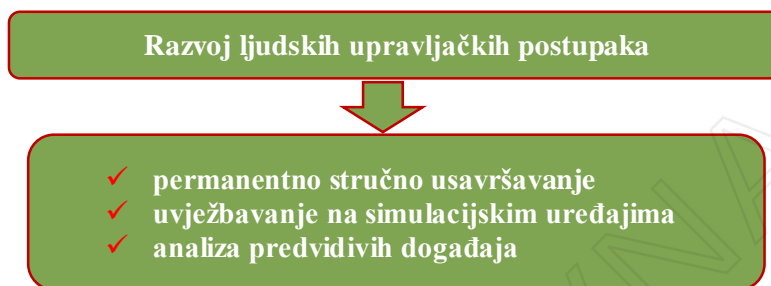 Razvoj ljudskih upravljačkih postupaka
✓ permanentno stručno usavršavanje
✓ uvježbavanje na simulacijskim uređajima
✓ analiza predvidivih događaja